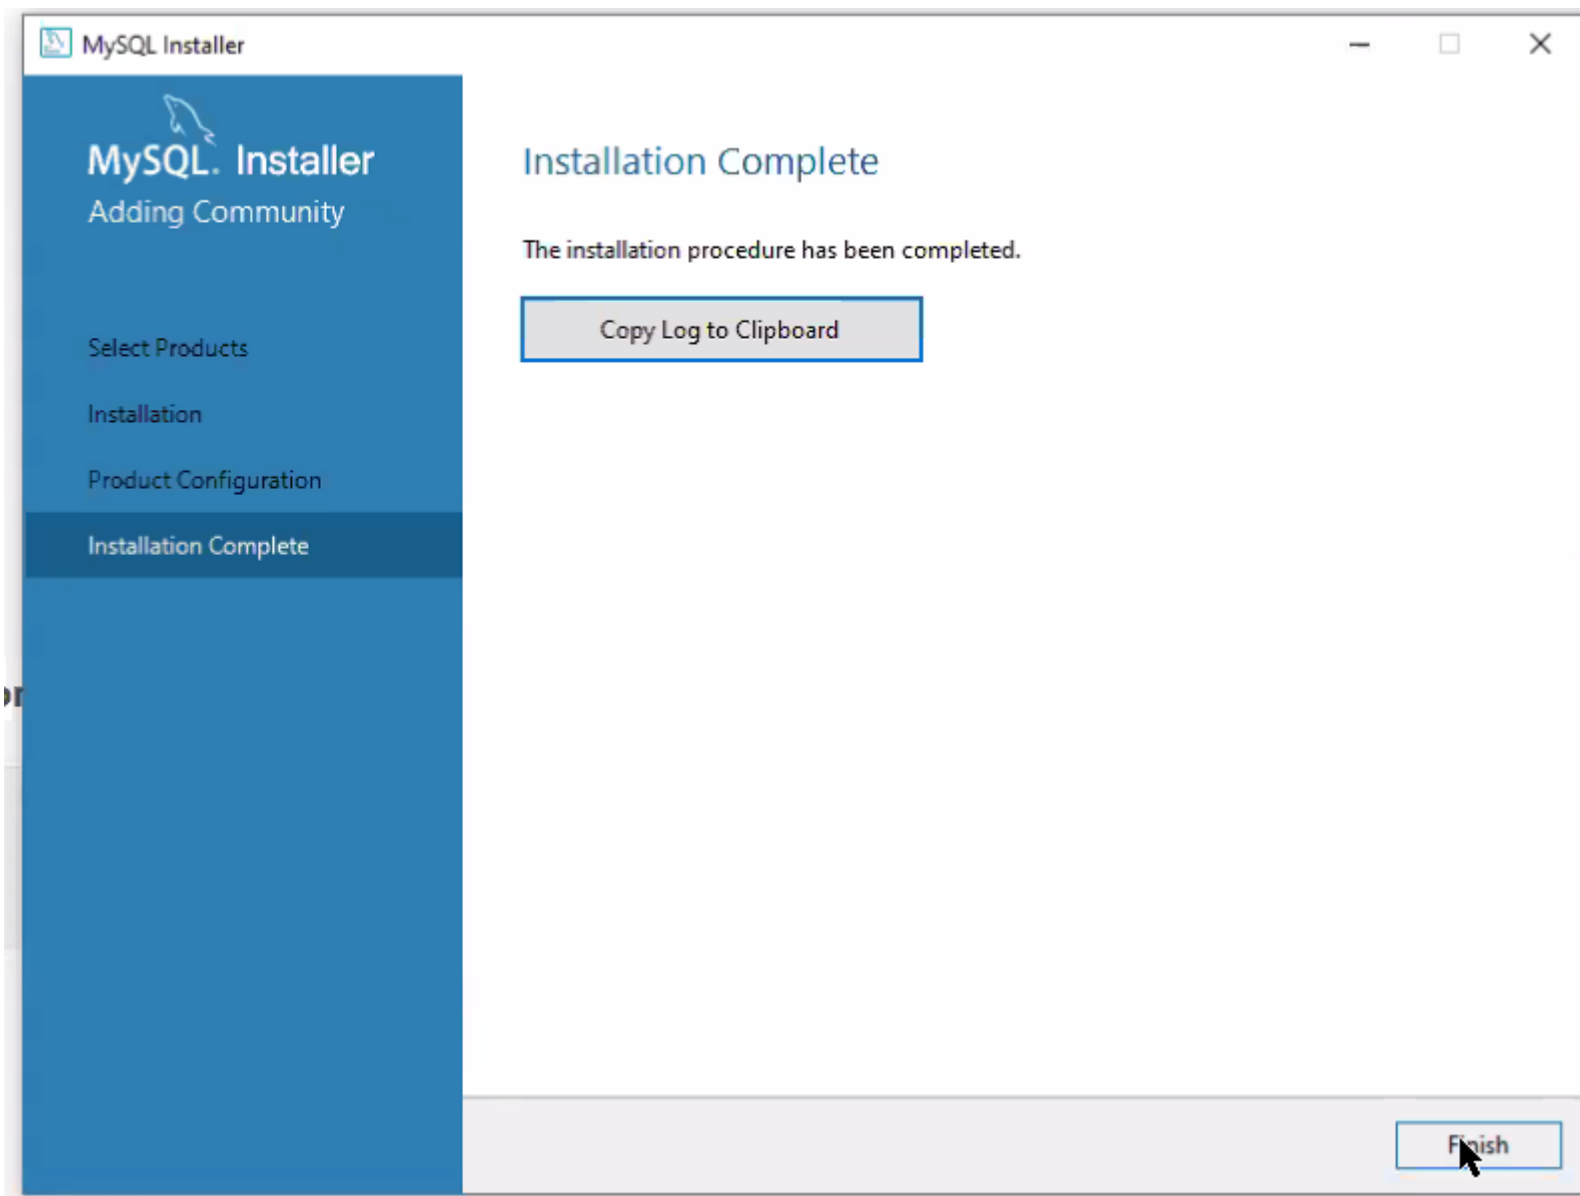 MySQL Installer
MySQL. Installer
Adding Community
Select Products
Installation
Product Configuration
Installation Complete
Installation Complete
The installation procedure has been completed.
Copy Log to Clipboard
Finish